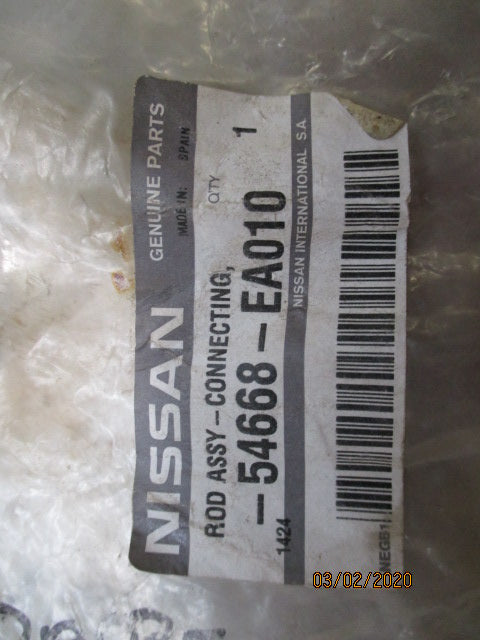 NISSAN GENUINE PARTS
MADE IN: SPAIN
ROD ASSY-CONNECTING, QTY
-54668-EA010 1
1424 NISSAN INTERNATIONAL S.A.
NEG51
03/02/2020